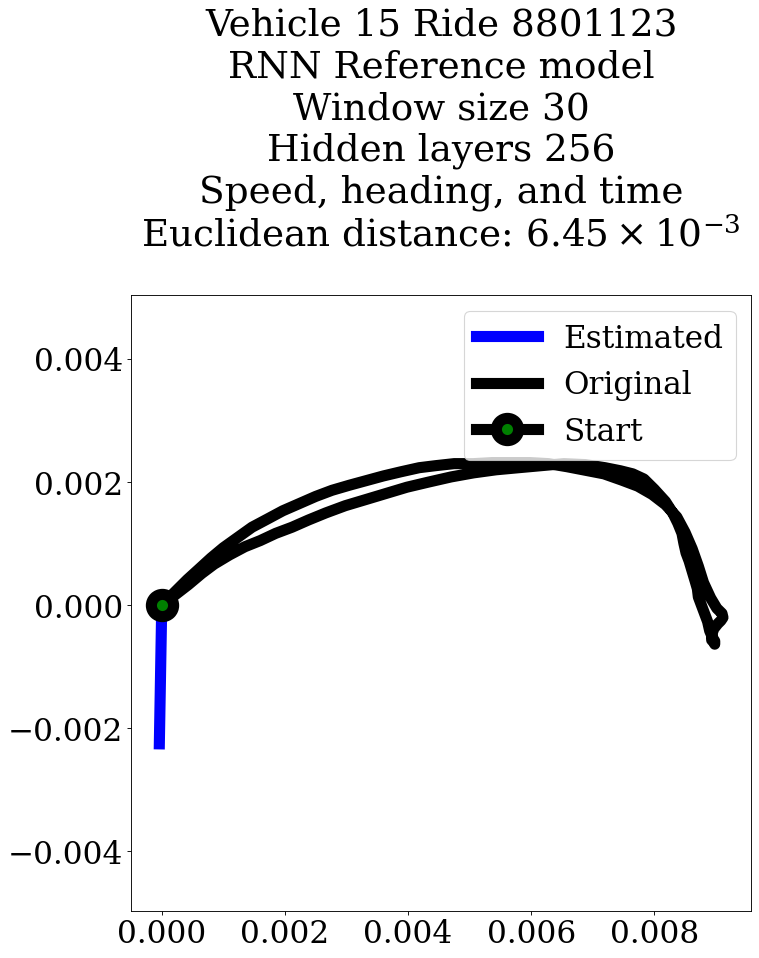 Vehicle 15 Ride 8801123
RNN Reference model
Window size 30
Hidden layers 256
Speed, heading, and time
Euclidean distance: 6.45 × 10⁻³
Estimated
Original
Start
0.004
0.002
0.000
−0.002
−0.004
0.000 0.002 0.004 0.006 0.008